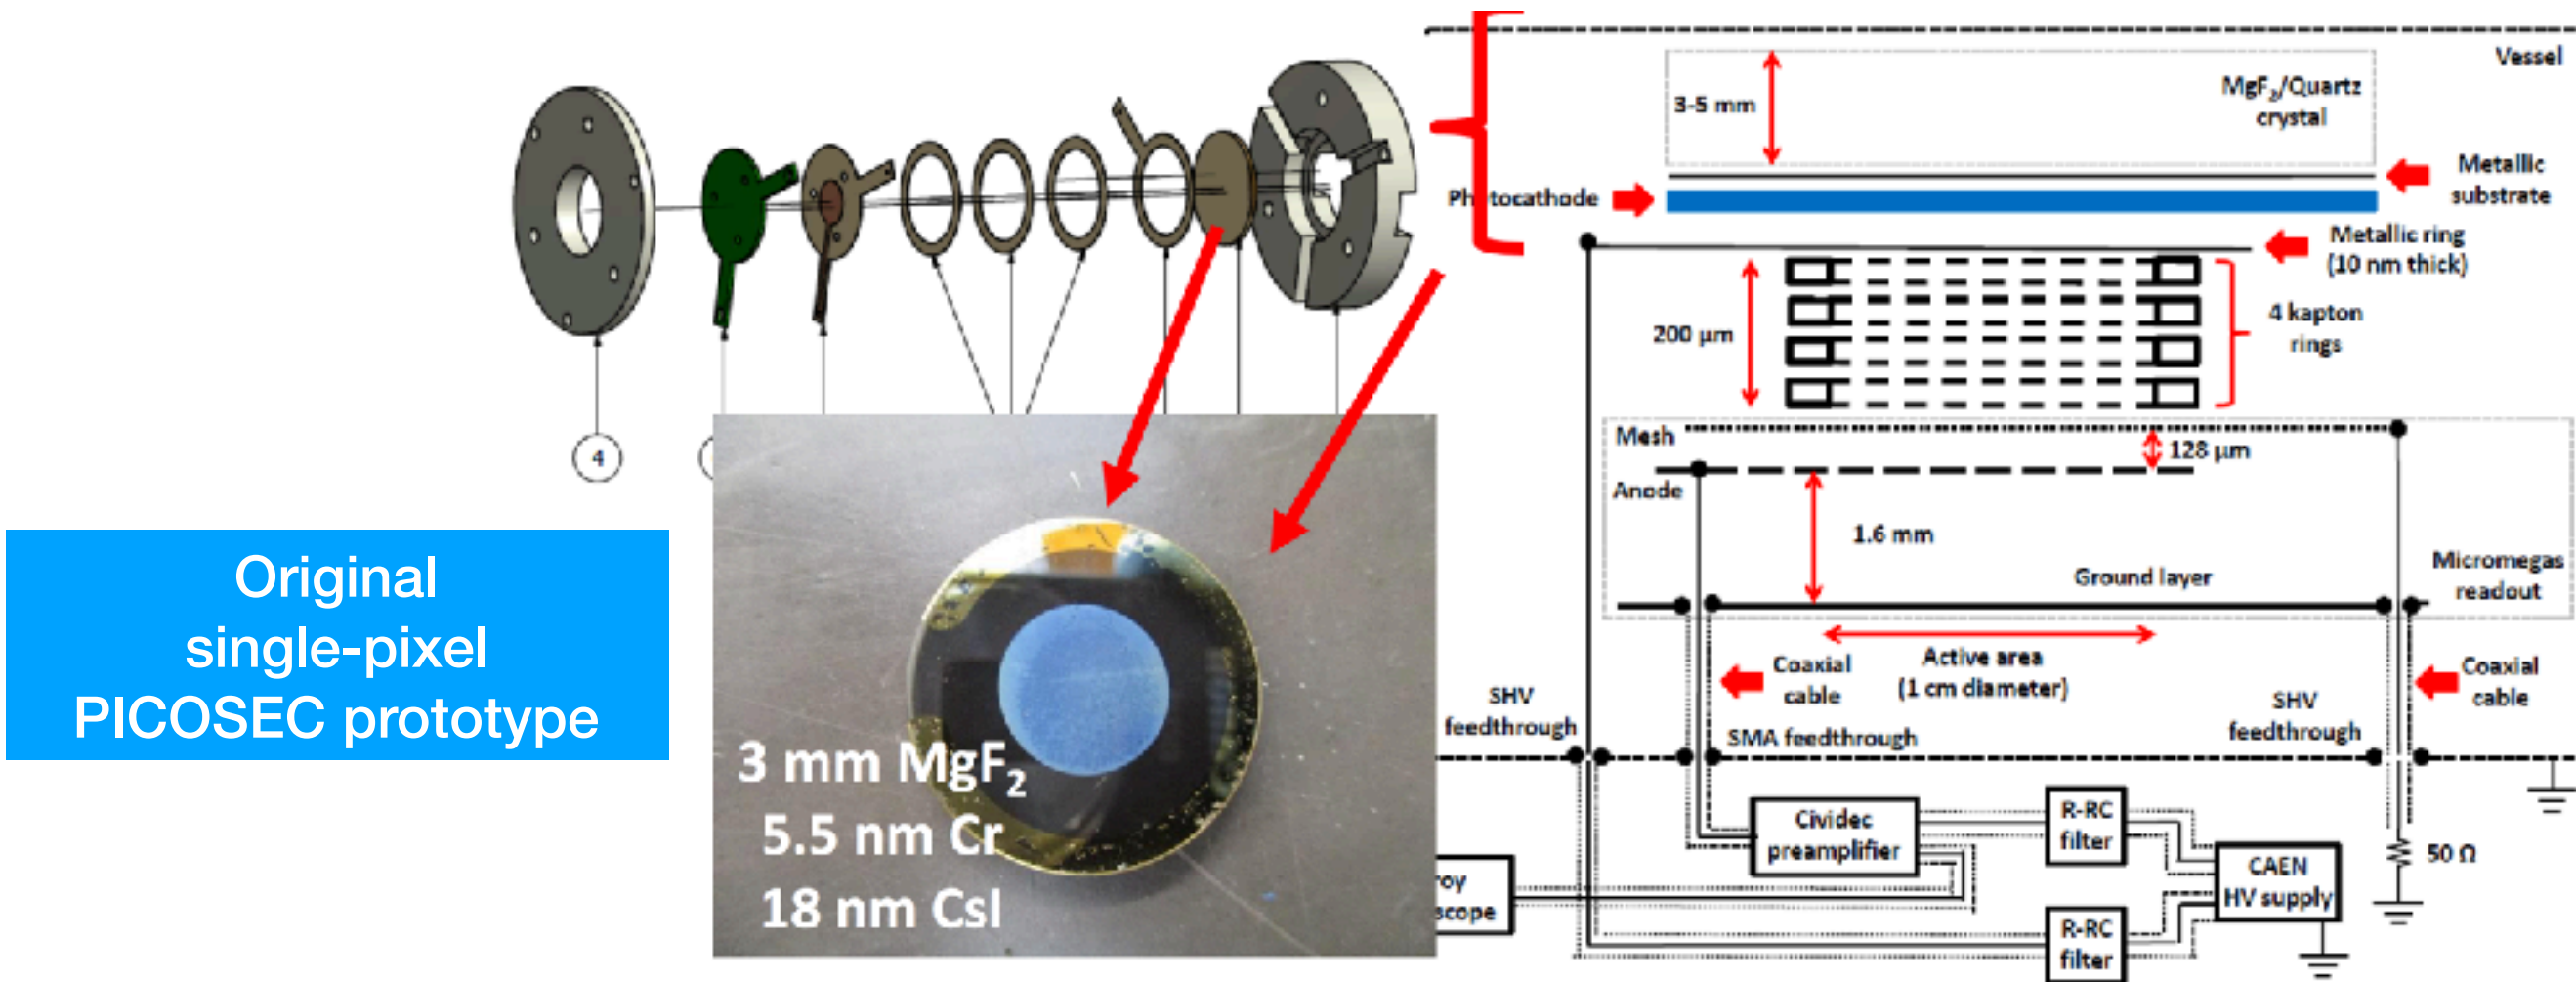 Original
single-pixel
PICOSEC prototype
4
3 mm MgF₂
5.5 nm Cr
18 nm CsI
Vessel
MgF₂/Quartz
crystal
3-5 mm
Metallic
substrate
Photocathode
Metallic ring
(10 nm thick)
4 kapton
rings
200 µm
Mesh
128 µm
Anode
1.6 mm
Ground layer
Micromegas
readout
Coaxial
cable
Active area
(1 cm diameter)
Coaxial
cable
SHV
feedthrough
SMA feedthrough
SHV
feedthrough
Cividec
preamplifier
R-RC
filter
CAEN
HV supply
50 Ω
roy
scope
R-RC
filter